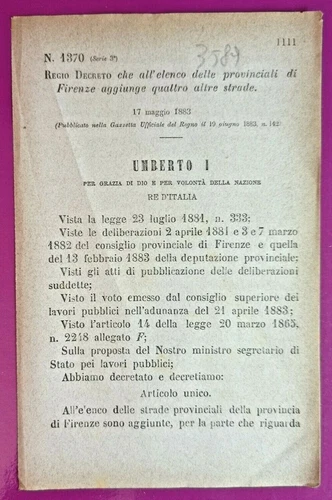 1111
3589
N. 1370 (Serie 3ª)
REGIO DECRETO che all'elenco delle provinciali di
Firenze aggiunge quattro altre strade.
17 maggio 1883
(Pubblicato nella Gazzetta Ufficiale del Regno il 19 giugno 1883, n. 142)
UMBERTO I
PER GRAZIA DI DIO E PER VOLONTÀ DELLA NAZIONE
RE D'ITALIA
Vista la legge 23 luglio 1881, n. 333;
Viste le deliberazioni 2 aprile 1881 e 3 e 7 marzo
1882 del consiglio provinciale di Firenze e quella
del 13 febbraio 1883 della deputazione provinciale;
Visti gli atti di pubblicazione delle deliberazioni
suddette;
Visto il voto emesso dal consiglio superiore dei
lavori pubblici nell'adunanza del 21 aprile 1883;
Visto l'articolo 14 della legge 20 marzo 1865,
n. 2248 allegato F;
Sulla proposta del Nostro ministro segretario di
Stato pei lavori pubblici;
Abbiamo decretato e decretiamo:
Articolo unico.
All'elenco delle strade provinciali della provincia
di Firenze sono aggiunte, per la parte che riguarda